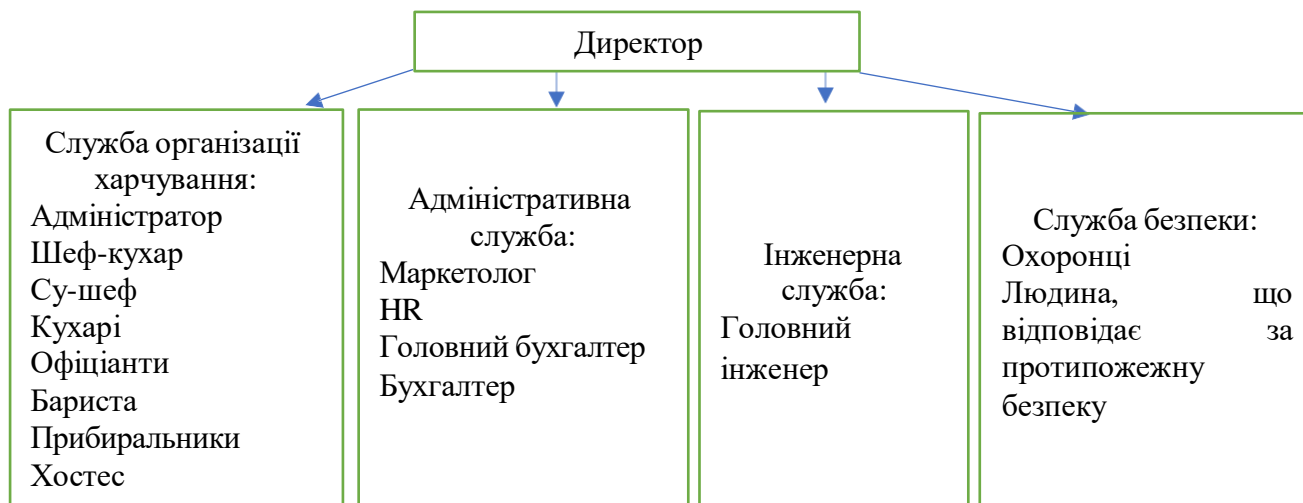 Директор
Служба організації
харчування:
Адміністратор
Шеф-кухар
Су-шеф
Кухарі
Офіціанти
Бариста
Прибиральники
Хостес
Адміністративна
служба:
Маркетолог
HR
Головний бухгалтер
Бухгалтер
Інженерна
служба:
Головний
інженер
Служба безпеки:
Охоронці
Людина, що
відповідає за
протипожежну
безпеку